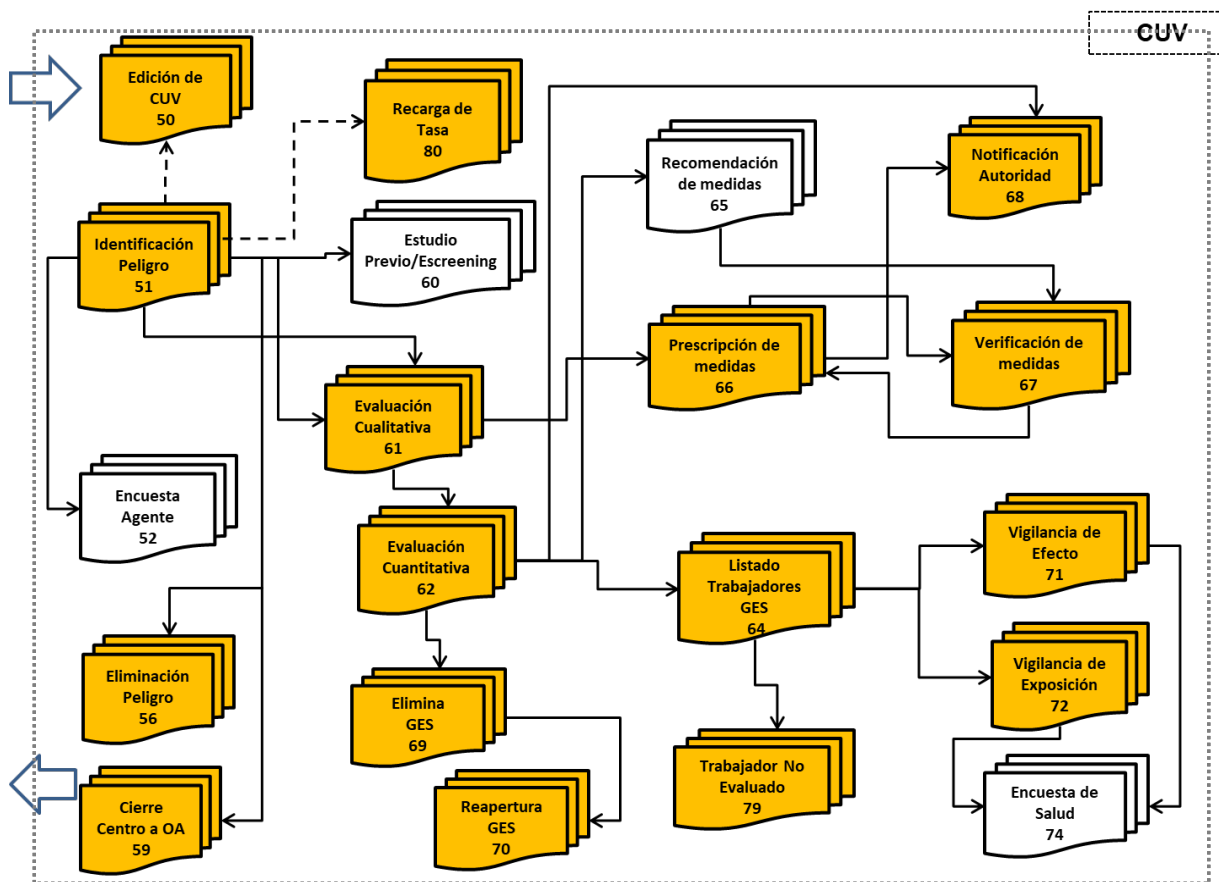 CUV
Edición de
CUV
50
Recarga de
Tasa
80
Recomendación
de medidas
65
Notificación
Autoridad
68
Identificación
Peligro
51
Estudio
Previo/Escreening
60
Prescripción de
medidas
66
Verificación de
medidas
67
Evaluación
Cualitativa
61
Encuesta
Agente
52
Evaluación
Cuantitativa
62
Listado
Trabajadores
GES
64
Vigilancia de
Efecto
71
Eliminación
Peligro
56
Elimina
GES
69
Vigilancia de
Exposición
72
Cierre
Centro a OA
59
Reapertura
GES
70
Trabajador No
Evaluado
79
Encuesta de
Salud
74